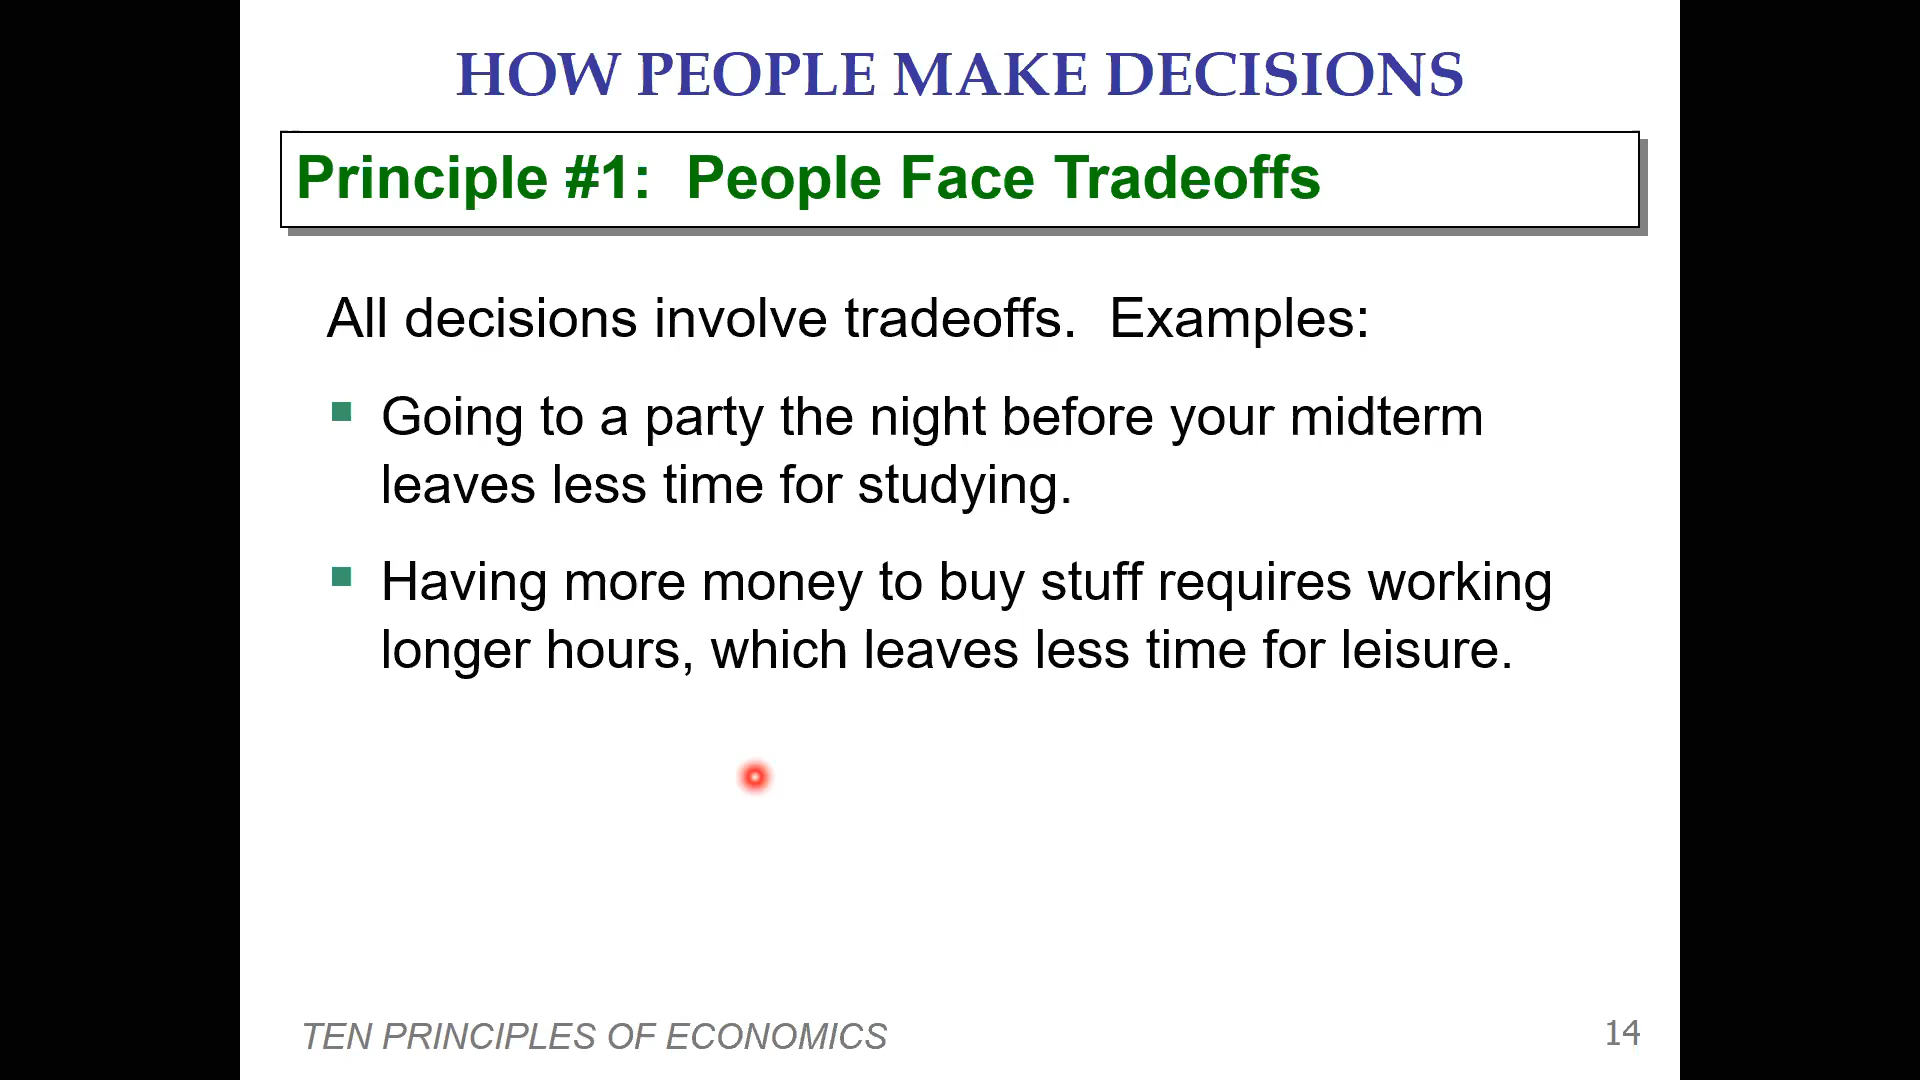 HOW PEOPLE MAKE DECISIONS
Principle #1: People Face Tradeoffs
All decisions involve tradeoffs. Examples:
Going to a party the night before your midterm
leaves less time for studying.
Having more money to buy stuff requires working
longer hours, which leaves less time for leisure.
TEN PRINCIPLES OF ECONOMICS
14